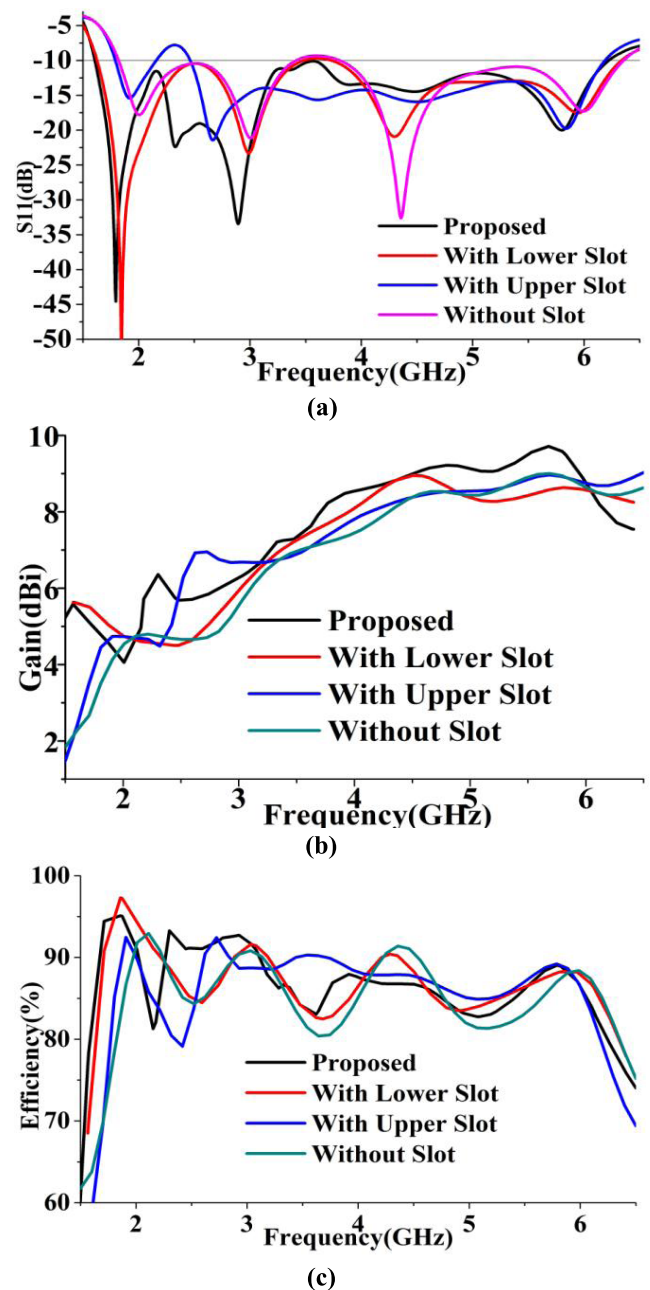 -5
-10
-15
-20
-25
-30
-35
-40
-45
-50
S11(dB)
Proposed
With Lower Slot
With Upper Slot
Without Slot
2 3 4 5 6
Frequency(GHz)
(a)
10
8
6
4
2
Gain(dBi)
Proposed
With Lower Slot
With Upper Slot
Without Slot
2 3 4 5 6
Frequency(GHz)
(b)
100
90
80
70
60
Efficiency(%)
Proposed
With Lower Slot
With Upper Slot
Without Slot
2 3 4 5 6
Frequency(GHz)
(c)